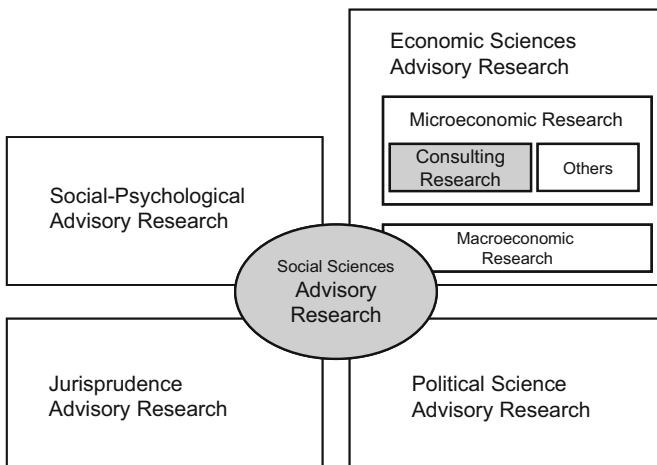 Economic Sciences
Advisory Research
Microeconomic Research
Consulting
Research
Others
Social-Psychological
Advisory Research
Macroeconomic
Research
Social Sciences
Advisory
Research
Jurisprudence
Advisory Research
Political Science
Advisory Research